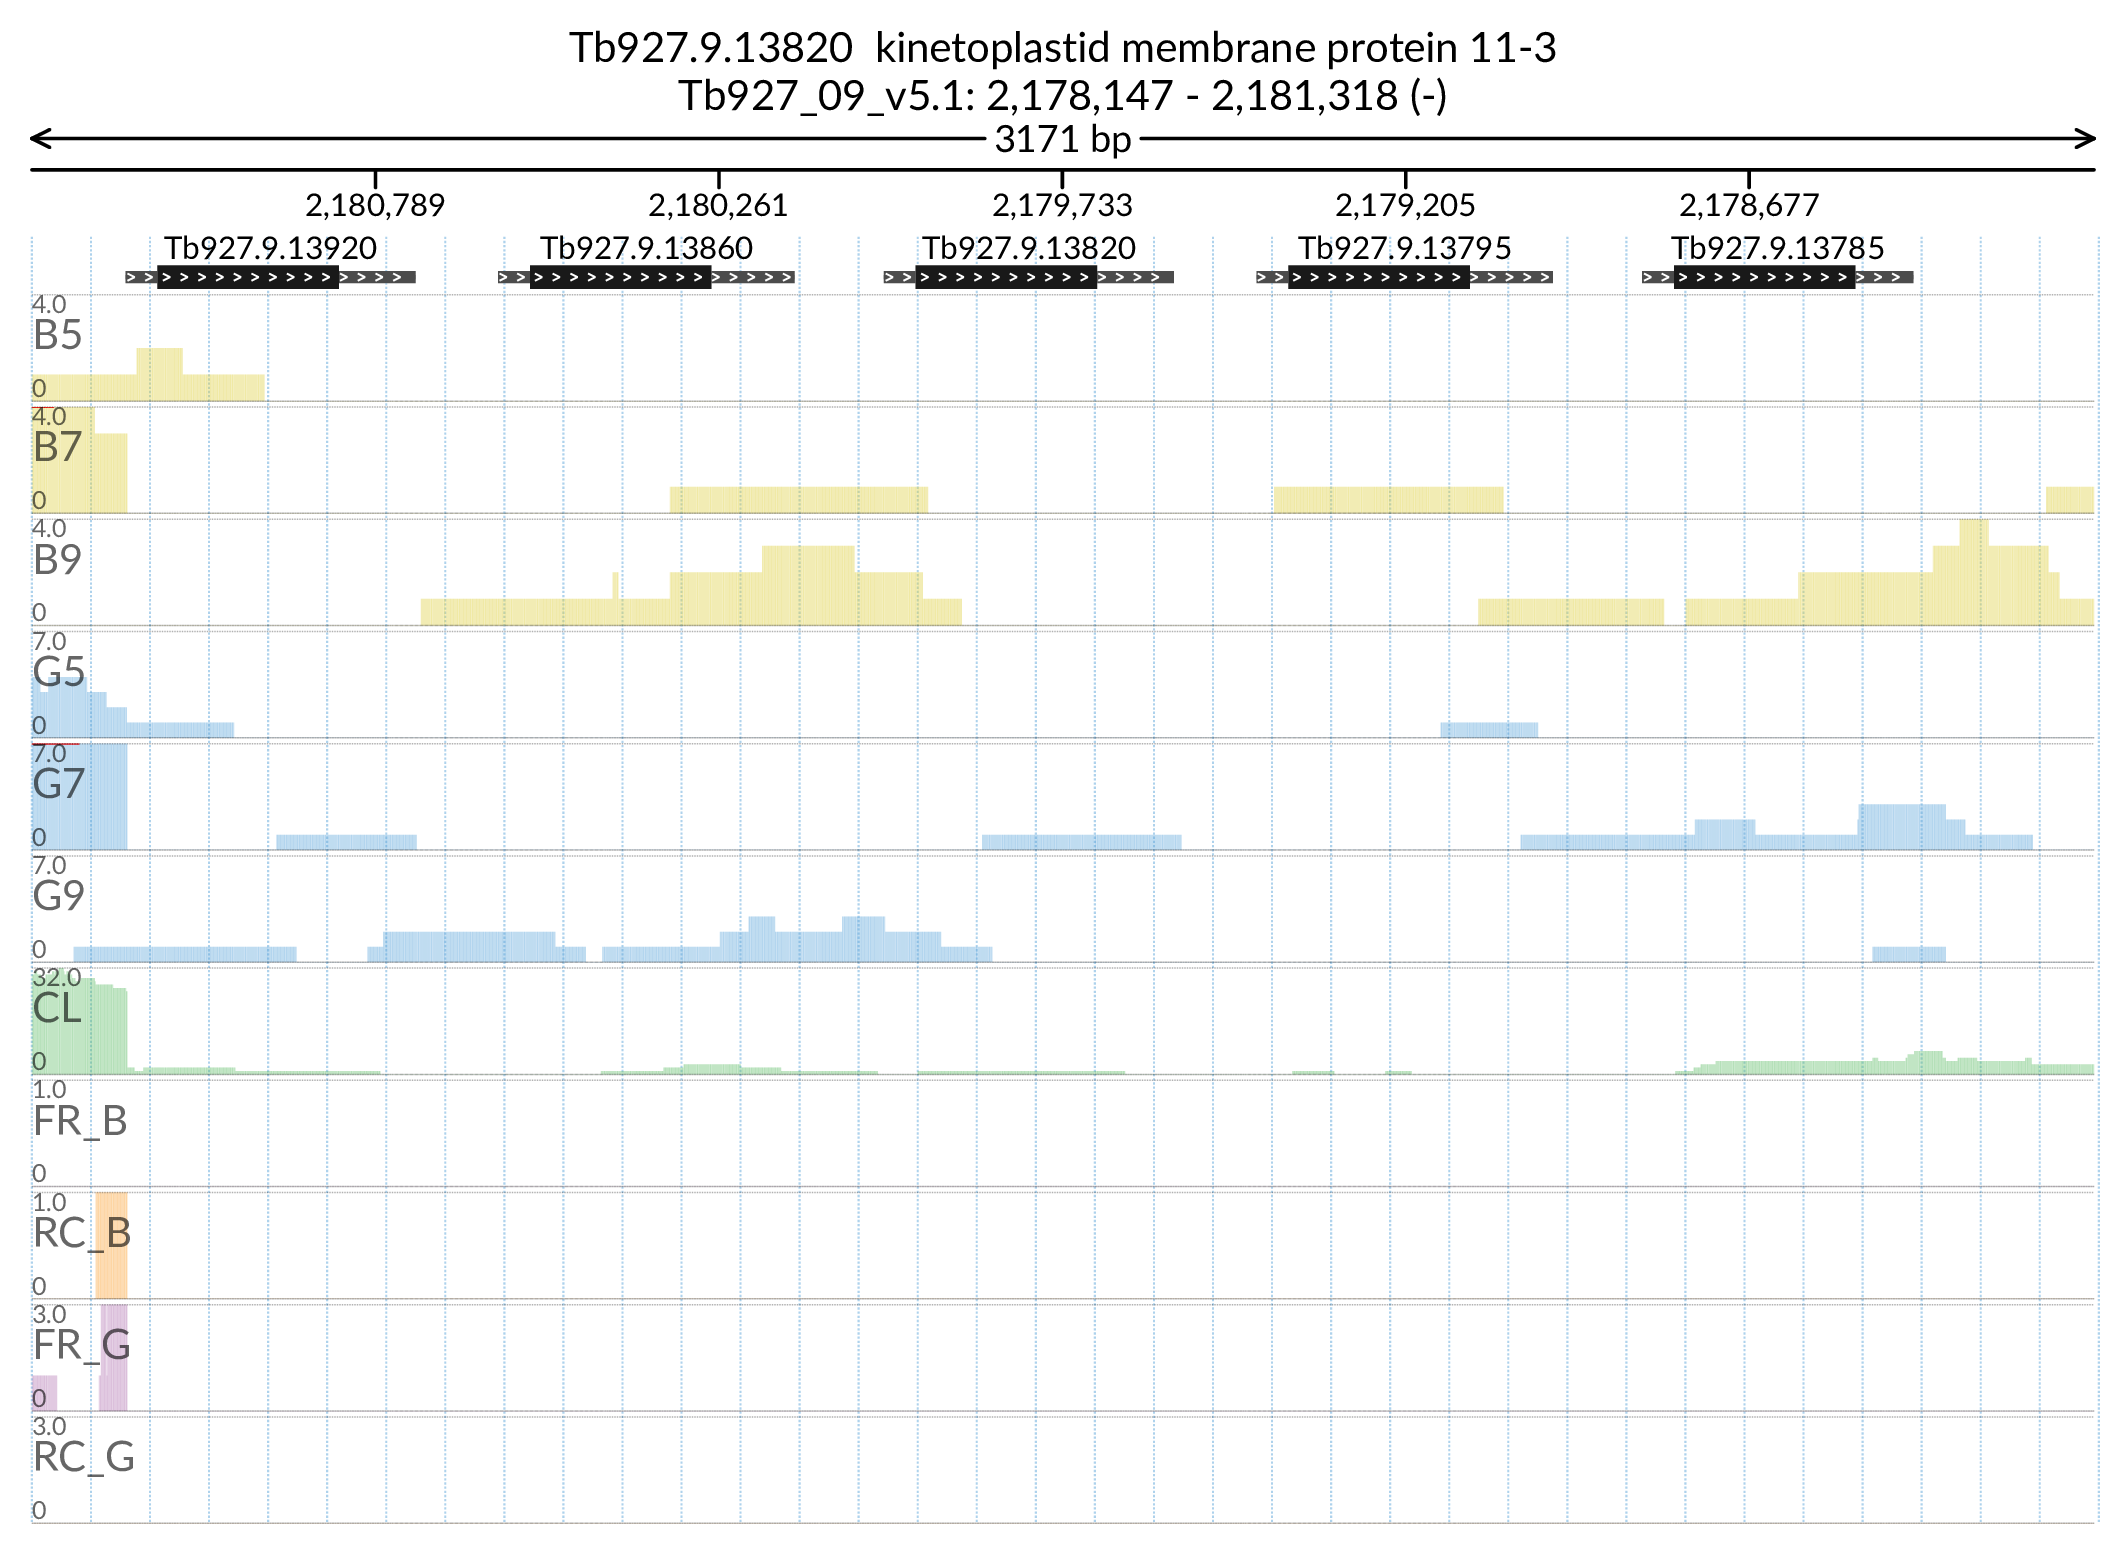 Tb927.9.13820  kinetoplastid membrane protein 11-3
Tb927_09_v5.1: 2,178,147 - 2,181,318 (-)
3171 bp
2,180,789 2,180,261 2,179,733 2,179,205 2,178,677
Tb927.9.13920 Tb927.9.13860 Tb927.9.13820 Tb927.9.13795 Tb927.9.13785
4.0
B5
0
4.0
B7
0
4.0
B9
0
7.0
G5
0
7.0
G7
0
7.0
G9
0
32.0
CL
0
1.0
FR_B
0
1.0
RC_B
0
3.0
FR_G
0
3.0
RC_G
0